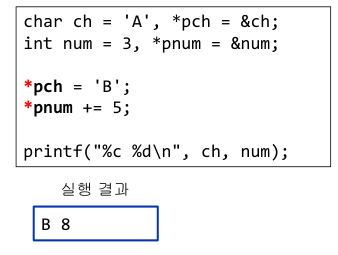 char ch = 'A', *pch = &ch;
int num = 3, *pnum = &num;
*pch = 'B';
*pnum += 5;
printf("%c %d\n", ch, num);
실행 결과
B 8